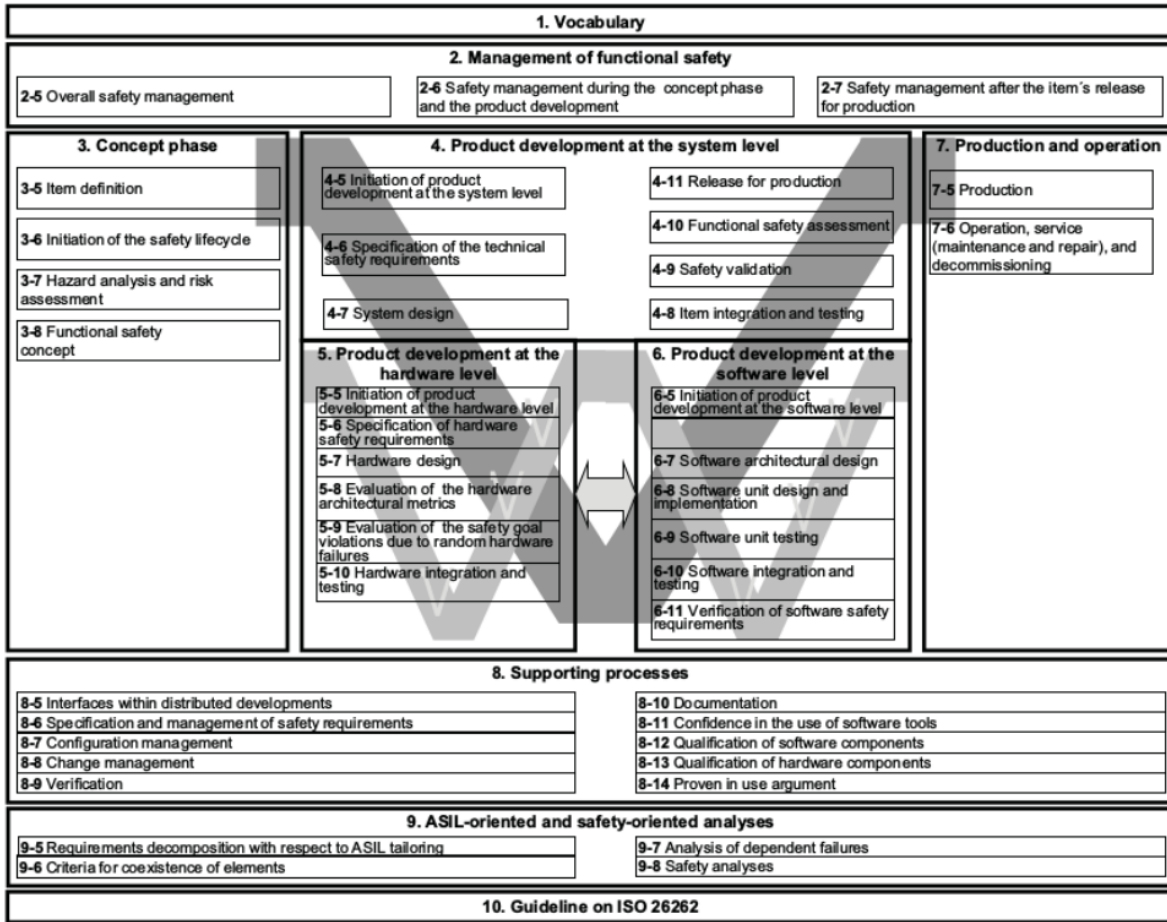 1. Vocabulary
2. Management of functional safety
2-5 Overall safety management
2-6 Safety management during the concept phase
and the product development
2-7 Safety management after the item´s release
for production
3. Concept phase
3-5 Item definition
3-6 Initiation of the safety lifecycle
3-7 Hazard analysis and risk
assessment
3-8 Functional safety
concept
4. Product development at the system level
4-5 Initiation of product
development at the system level
4-6 Specification of the technical
safety requirements
4-7 System design
4-11 Release for production
4-10 Functional safety assessment
4-9 Safety validation
4-8 Item integration and testing
7. Production and operation
7-5 Production
7-6 Operation, service
(maintenance and repair), and
decommissioning
5. Product development at the
hardware level
5-5 Initiation of product
development at the hardware level
5-6 Specification of hardware
safety requirements
5-7 Hardware design
5-8 Evaluation of the hardware
architectural metrics
5-9 Evaluation of the safety goal
violations due to random hardware
failures
5-10 Hardware integration and
testing
6. Product development at the
software level
6-5 Initiation of product
development at the software level
6-7 Software architectural design
6-8 Software unit design and
implementation
6-9 Software unit testing
6-10 Software integration and
testing
6-11 Verification of software safety
requirements
8. Supporting processes
8-5 Interfaces within distributed developments
8-6 Specification and management of safety requirements
8-7 Configuration management
8-8 Change management
8-9 Verification
8-10 Documentation
8-11 Confidence in the use of software tools
8-12 Qualification of software components
8-13 Qualification of hardware components
8-14 Proven in use argument
9. ASIL-oriented and safety-oriented analyses
9-5 Requirements decomposition with respect to ASIL tailoring
9-6 Criteria for coexistence of elements
9-7 Analysis of dependent failures
9-8 Safety analyses
10. Guideline on ISO 26262